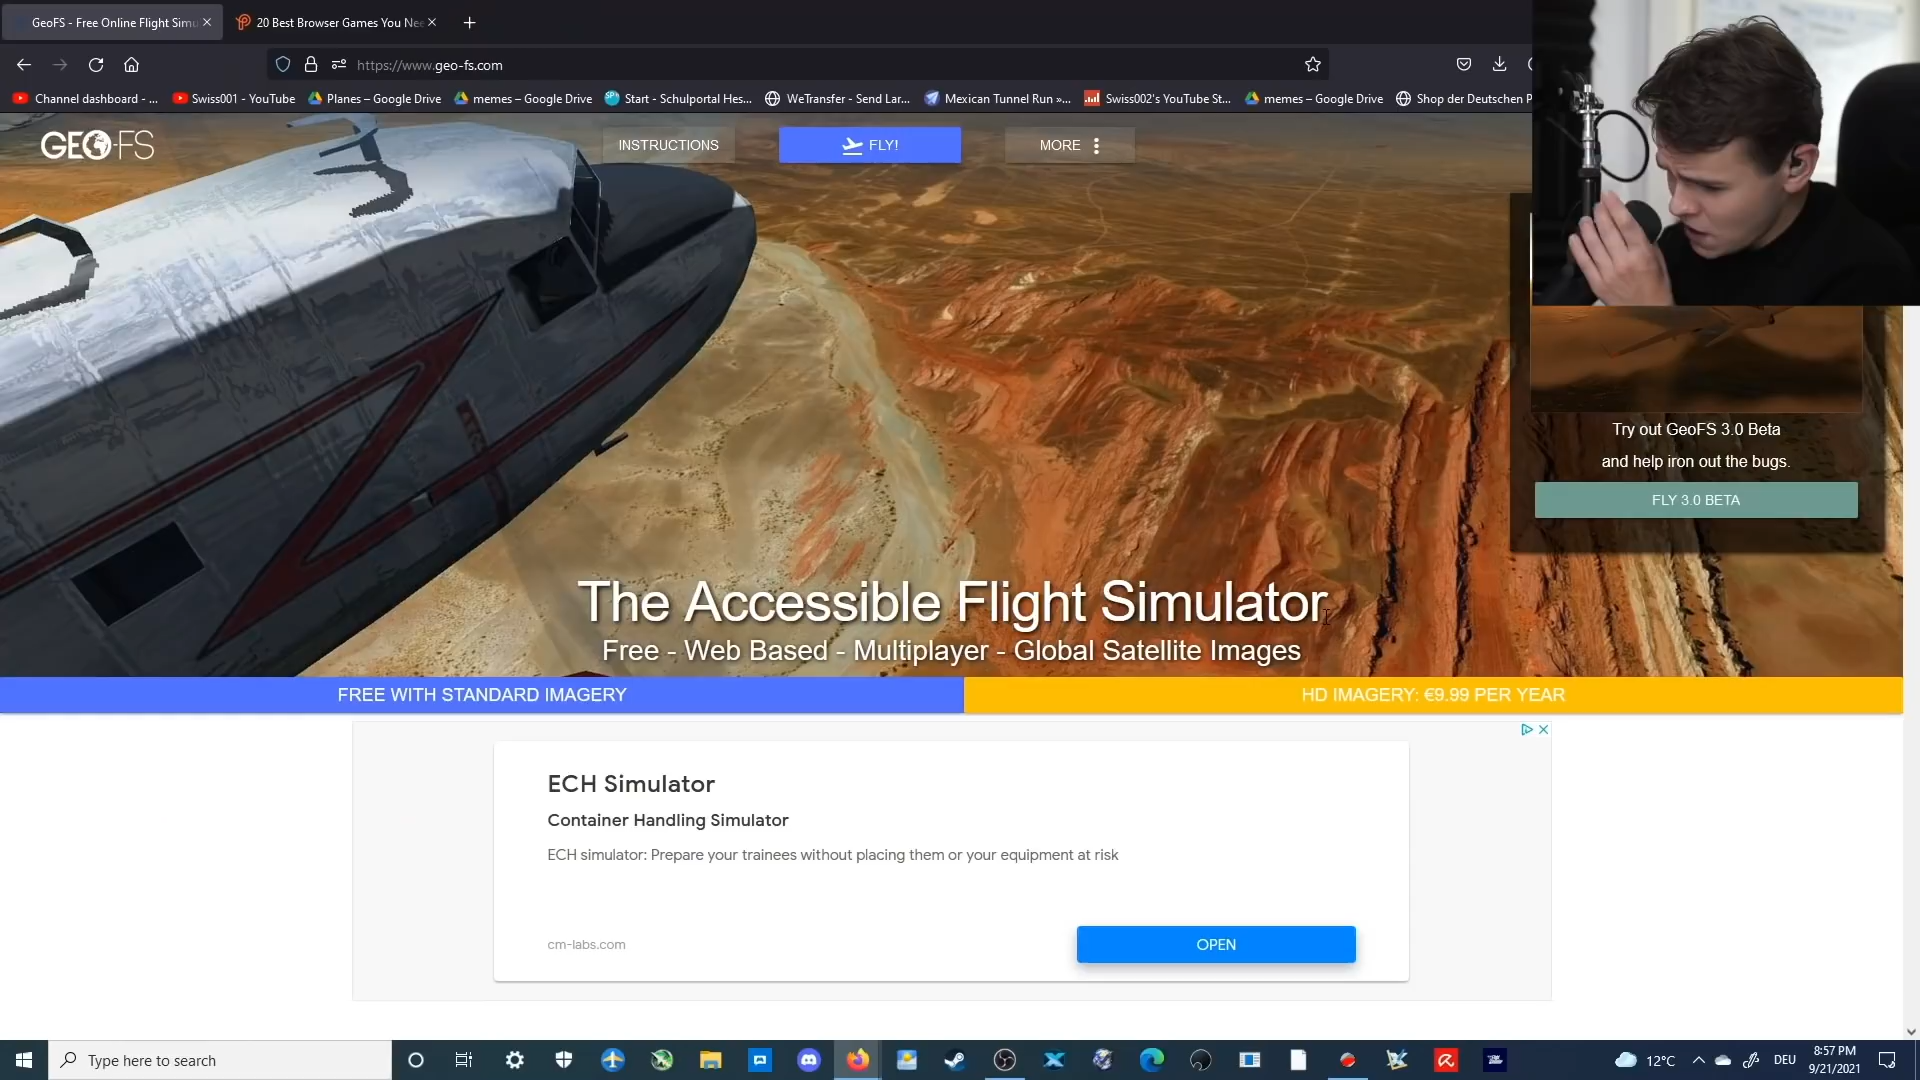 GeoFS - Free Online Flight Simu
20 Best Browser Games You Nee
https://www.geo-fs.com
Channel dashboard - ...
Swiss001 - YouTube
Planes – Google Drive
memes – Google Drive
Start - Schulportal Hes...
WeTransfer - Send Lar...
Mexican Tunnel Run »...
Swiss002's YouTube St...
memes – Google Drive
Shop der Deutschen P
GEO-FS
INSTRUCTIONS
FLY!
MORE
Try out GeoFS 3.0 Beta
and help iron out the bugs.
FLY 3.0 BETA
The Accessible Flight Simulator
Free - Web Based - Multiplayer - Global Satellite Images
FREE WITH STANDARD IMAGERY
HD IMAGERY: €9.99 PER YEAR
ECH Simulator
Container Handling Simulator
ECH simulator: Prepare your trainees without placing them or your equipment at risk
cm-labs.com
OPEN
Type here to search
12°C
DEU
8:57 PM
9/21/2021